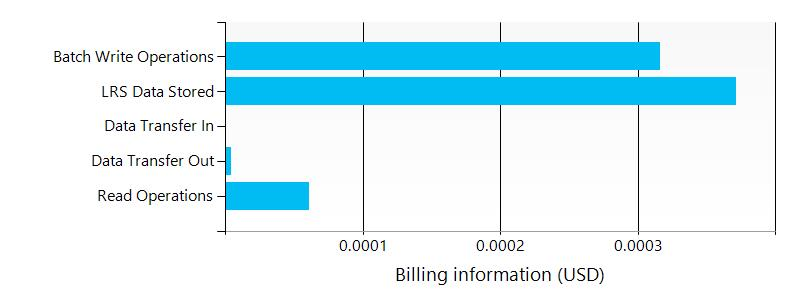 Batch Write Operations
LRS Data Stored
Data Transfer In
Data Transfer Out
Read Operations
0.0001 0.0002 0.0003
Billing information (USD)